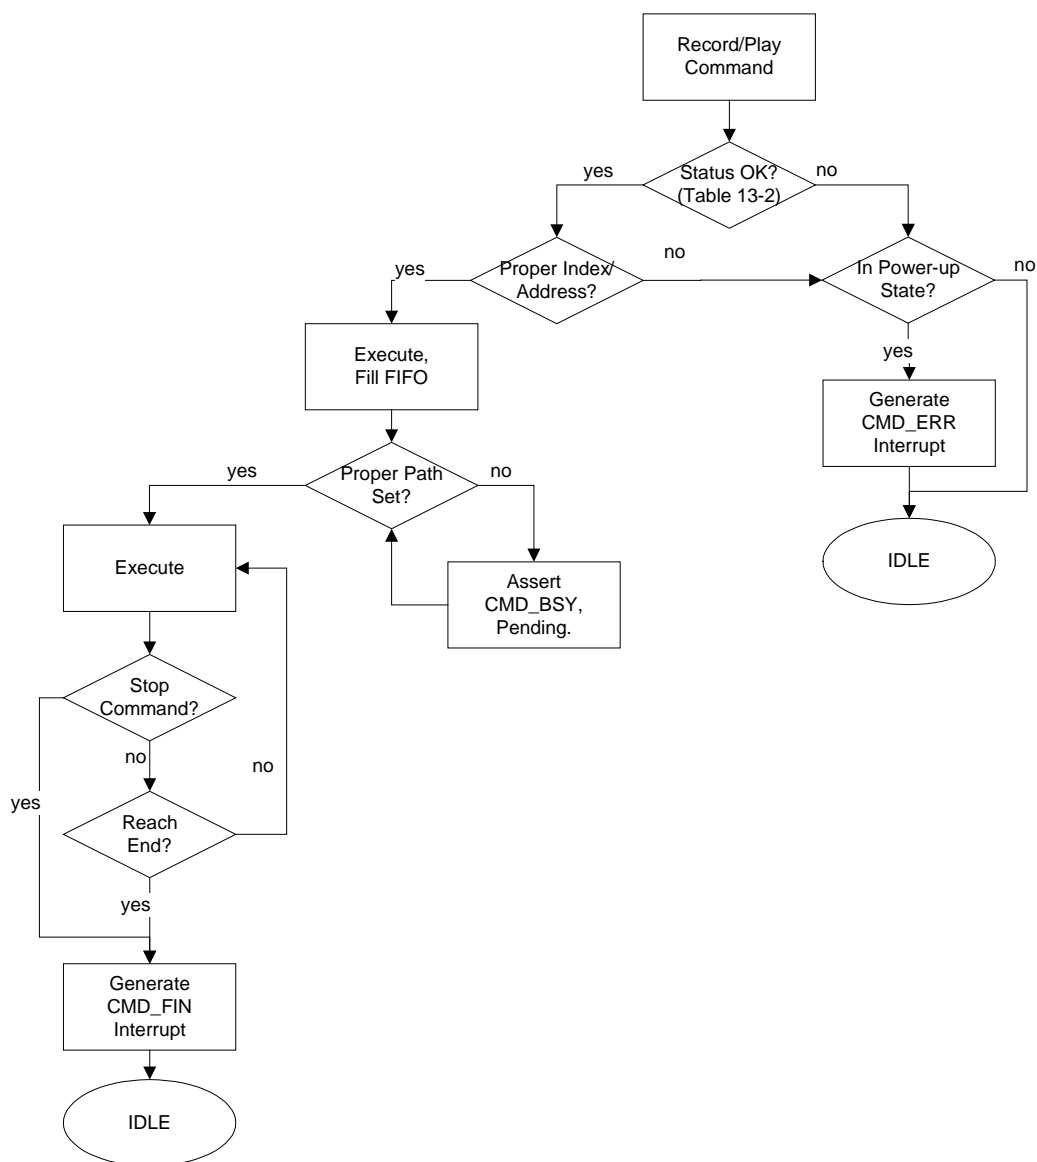 Record/Play
Command
yes
Status OK?
(Table 13-2)
no
yes
Proper Index/
Address?
no
In Power-up
State?
no
Execute,
Fill FIFO
yes
Generate
CMD_ERR
Interrupt
yes
Proper Path
Set?
no
Execute
Assert
CMD_BSY,
Pending.
IDLE
Stop
Command?
no
no
yes
Reach
End?
yes
Generate
CMD_FIN
Interrupt
IDLE